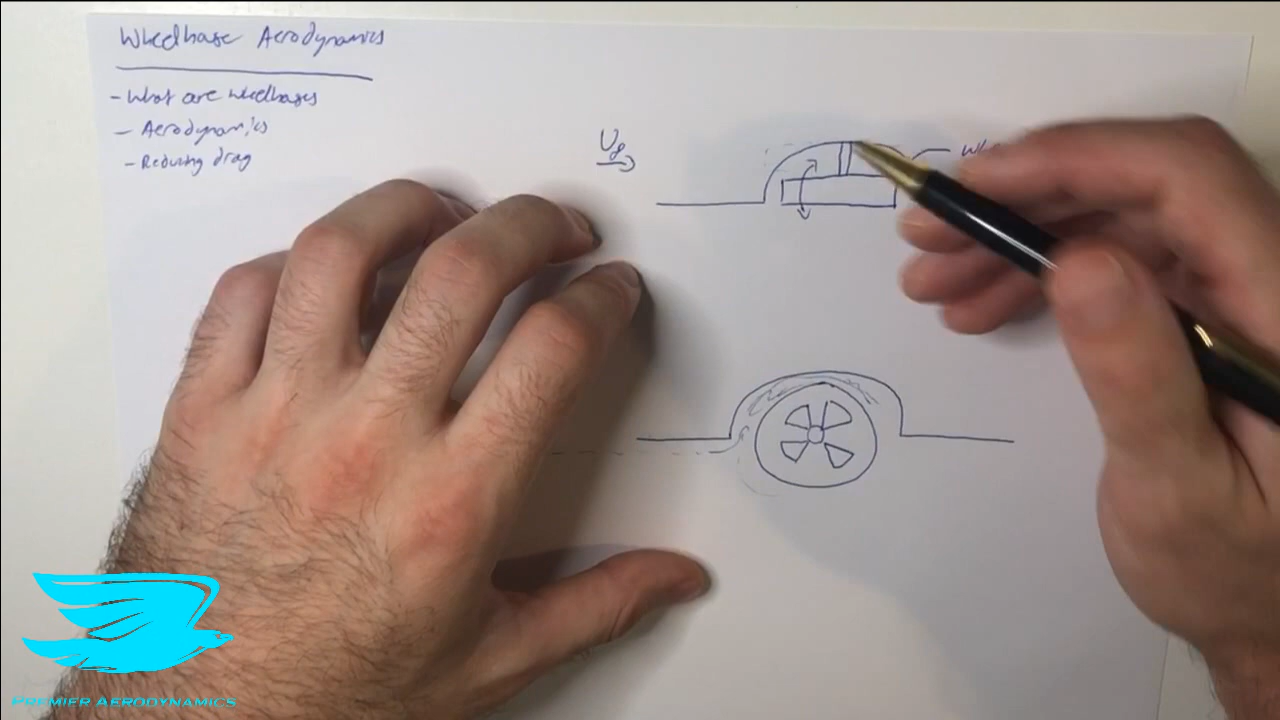 Wheelbase Aerodynamics
- What are wheelbases
- Aerodynamics
- Reducing drag
U∞
PREMIER AERODYNAMICS